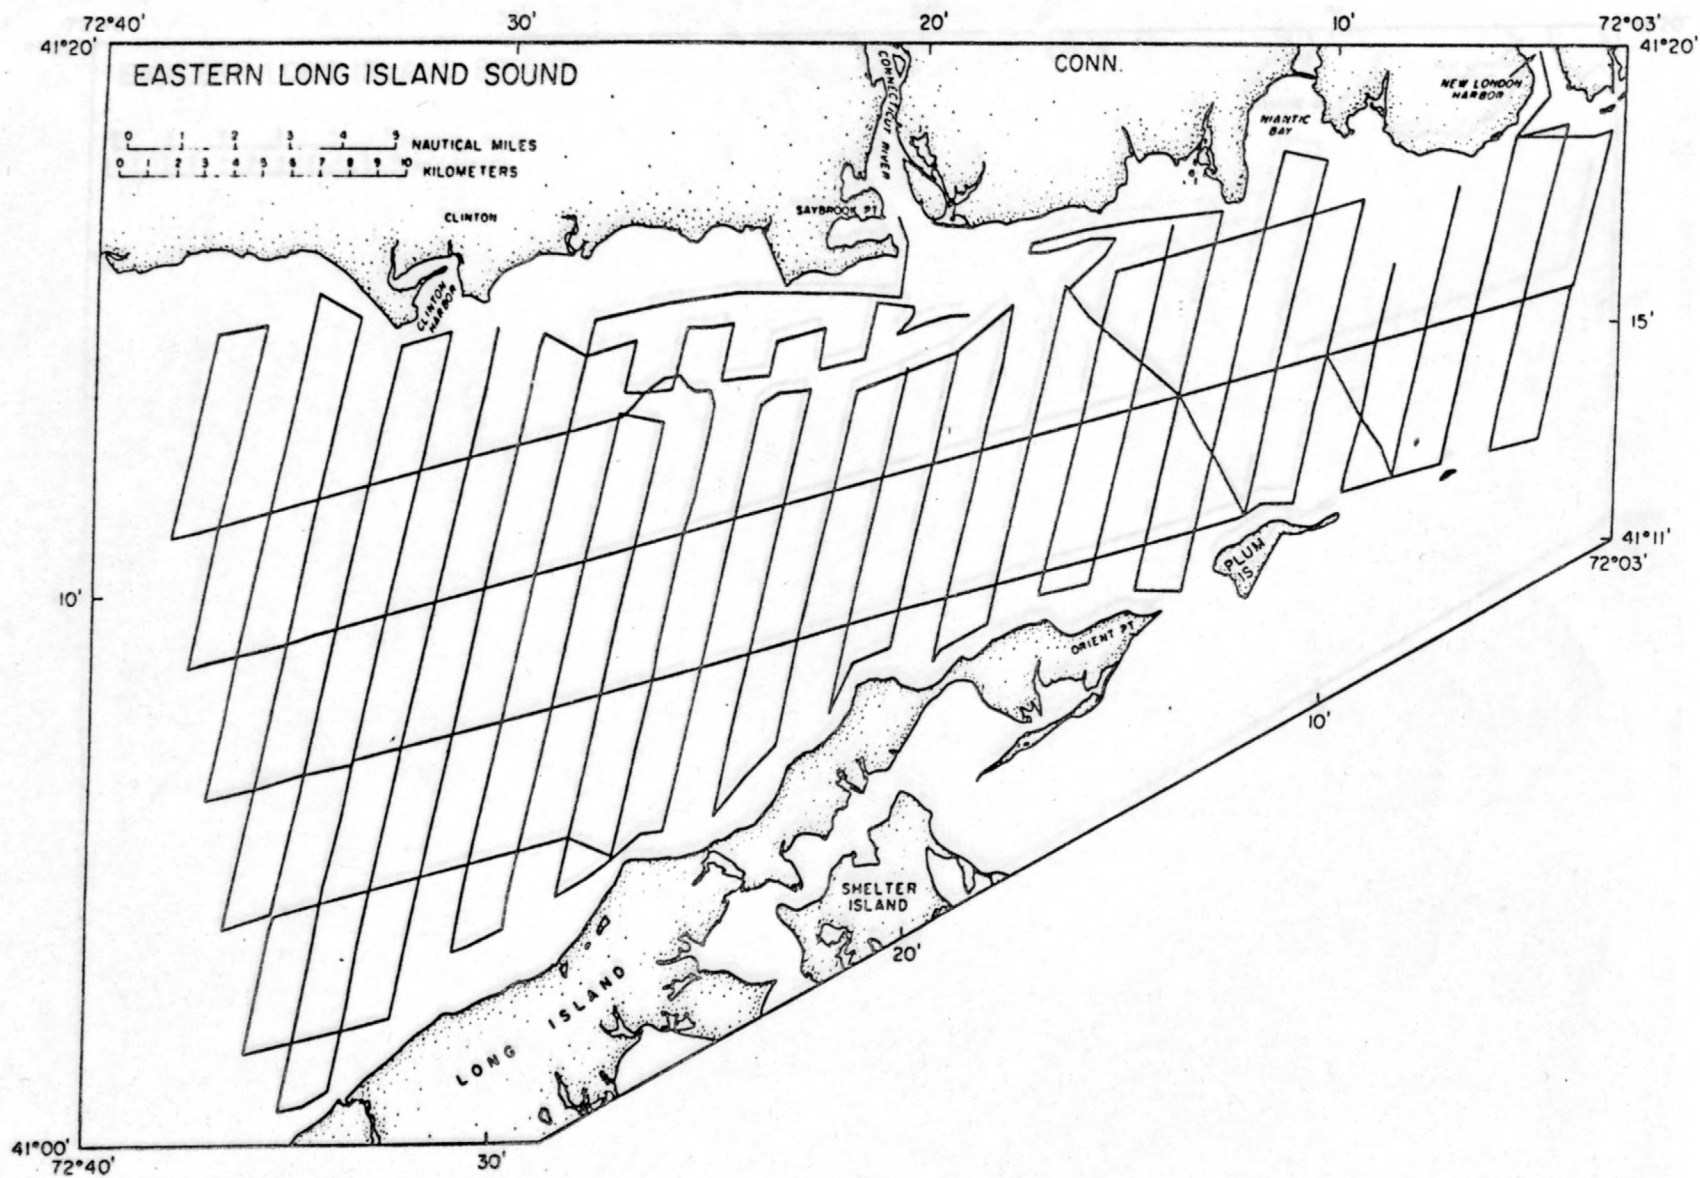 72°40' 30' 20' 10' 72°03'
41°20' 41°20'
EASTERN LONG ISLAND SOUND
CONN.
CONNECTICUT RIVER
NEW LONDON
HARBOR
NIANTIC
BAY
0 1 2 3 4 5 NAUTICAL MILES
0 1 2 3 4 5 6 7 8 9 10 KILOMETERS
CLINTON
SAYBROOK PT.
CLINTON
HARBOR
15'
PLUM
IS.
41°11'
72°03'
10'
ORIENT PT.
10'
SHELTER
ISLAND
20'
LONG ISLAND
41°00'
72°40' 30'